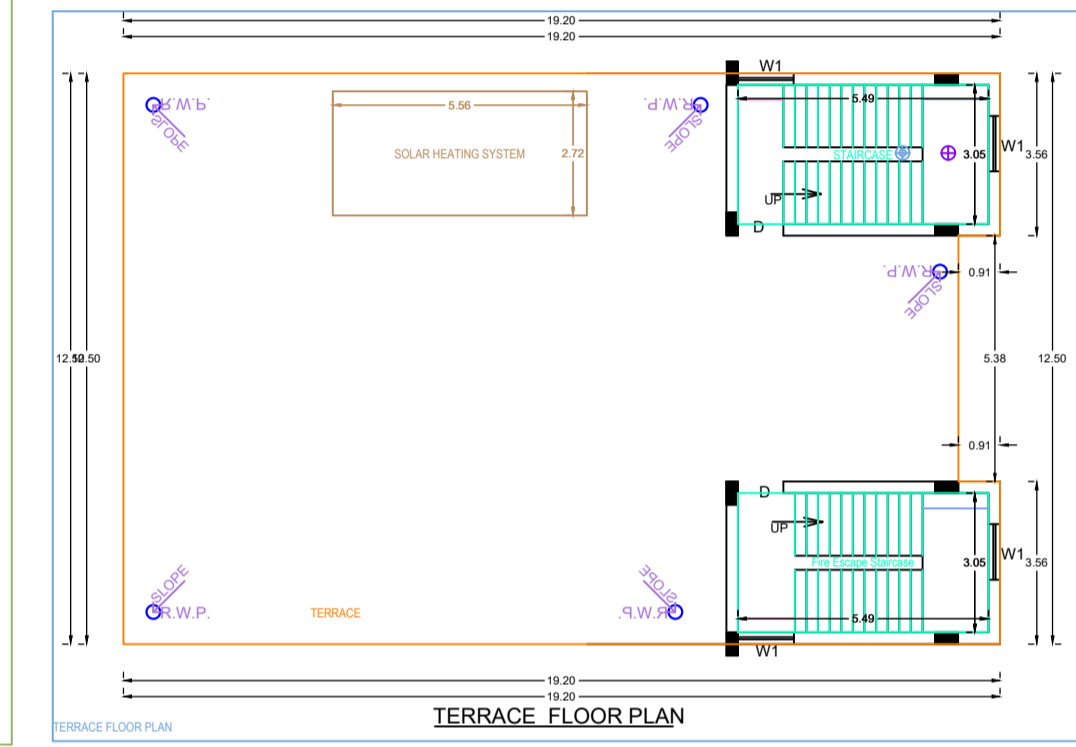 19.20
19.20
W1
R.W.P.
SLOPE
5.56
R.W.P.
SLOPE
5.49
SOLAR HEATING SYSTEM
2.72
STAIRCASE
3.05
W1
3.56
UP
D
R.W.P.
SLOPE
0.91
12.50
12.50
5.38
12.50
0.91
D
UP
Fire Escape Staircase
3.05
W1
3.56
SLOPE
R.W.P.
TERRACE
SLOPE
R.W.P.
5.49
W1
19.20
19.20
TERRACE FLOOR PLAN
TERRACE FLOOR PLAN